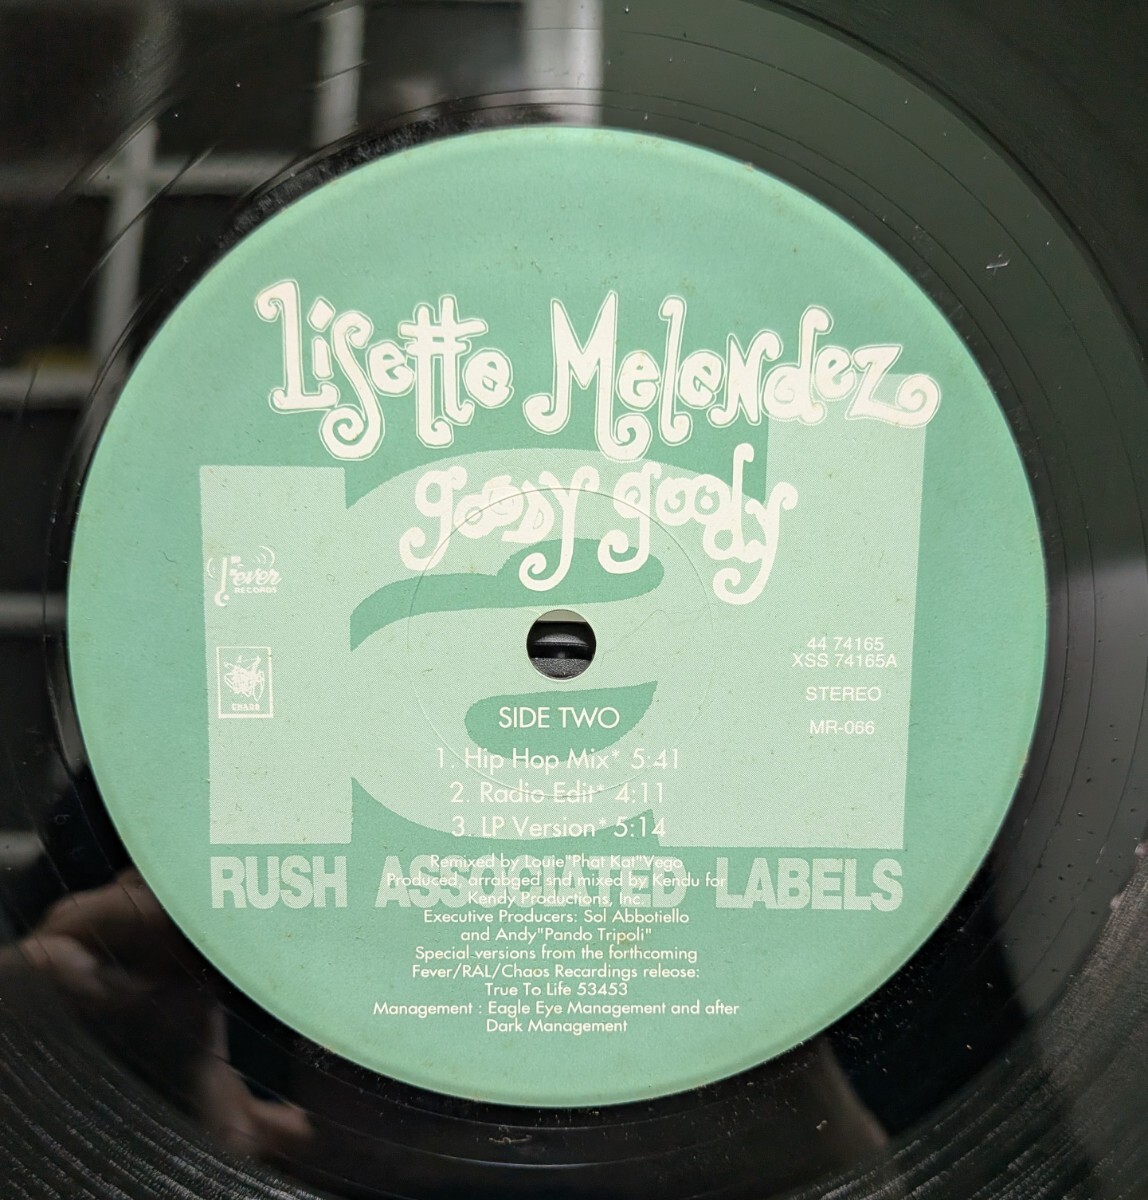 Lisette Melendez
goody goody
ral
Fever
RECORDS
CHAOS
44 74165
XSS 74165A
STEREO
MR-066
SIDE TWO
1. Hip Hop Mix* 5:41
2. Radio Edit* 4:11
3. LP Version* 5:14
RUSH ASSOCIATED LABELS
Remixed by Louie"Phat Kat"Vego
Produced, arrabged snd mixed by Kendu for
Kendy Productions, Inc.
Executive Producers: Sol Abbotiello
and Andy"Pando Tripoli"
Special versions from the forthcoming
Fever/RAL/Chaos Recordings release:
True To Life 53453
Management : Eagle Eye Management and after
Dark Management